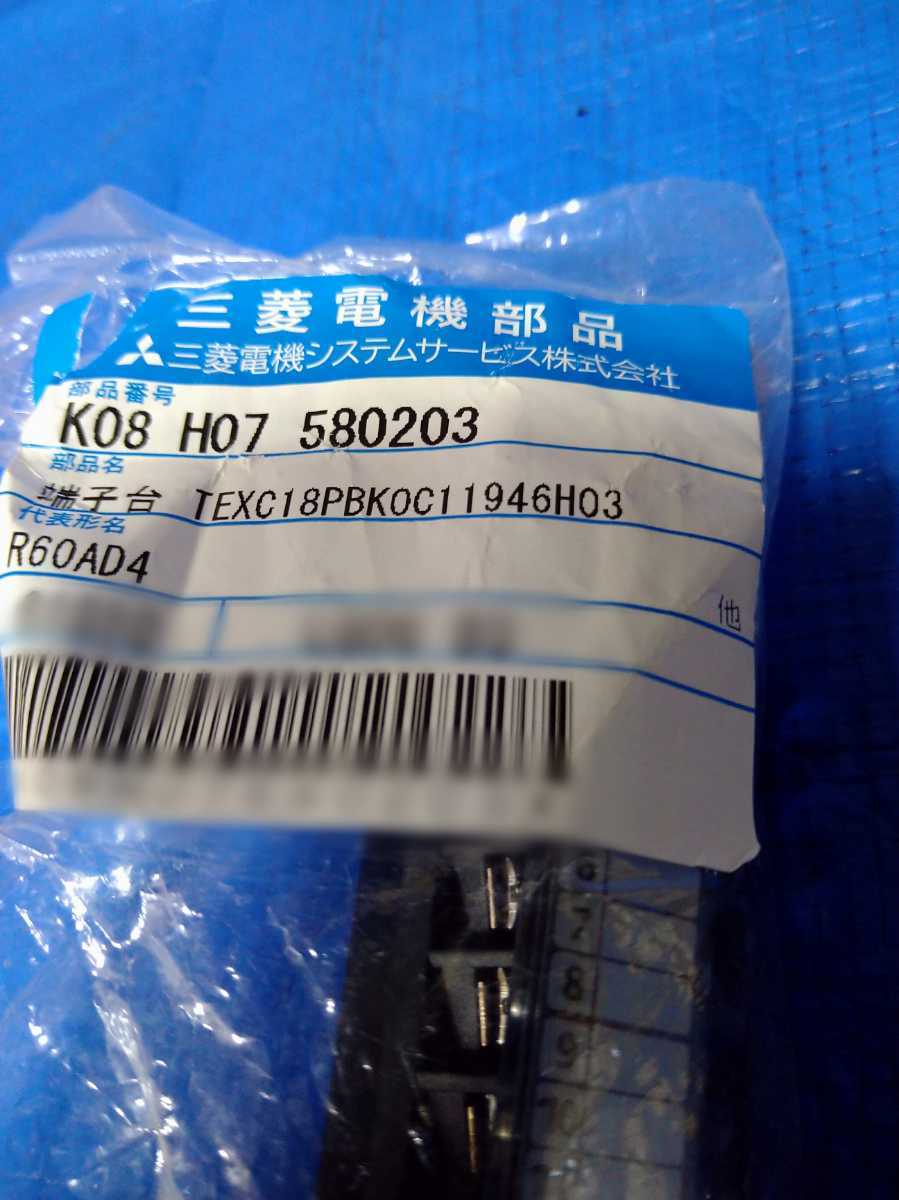 三菱電機部品
三菱電機システムサービス株式会社
部品番号
K08 H07 580203
部品名
端子台 TEXC18PBK0C11946H03
代表形名
R60AD4
他
6
7
8
9
10